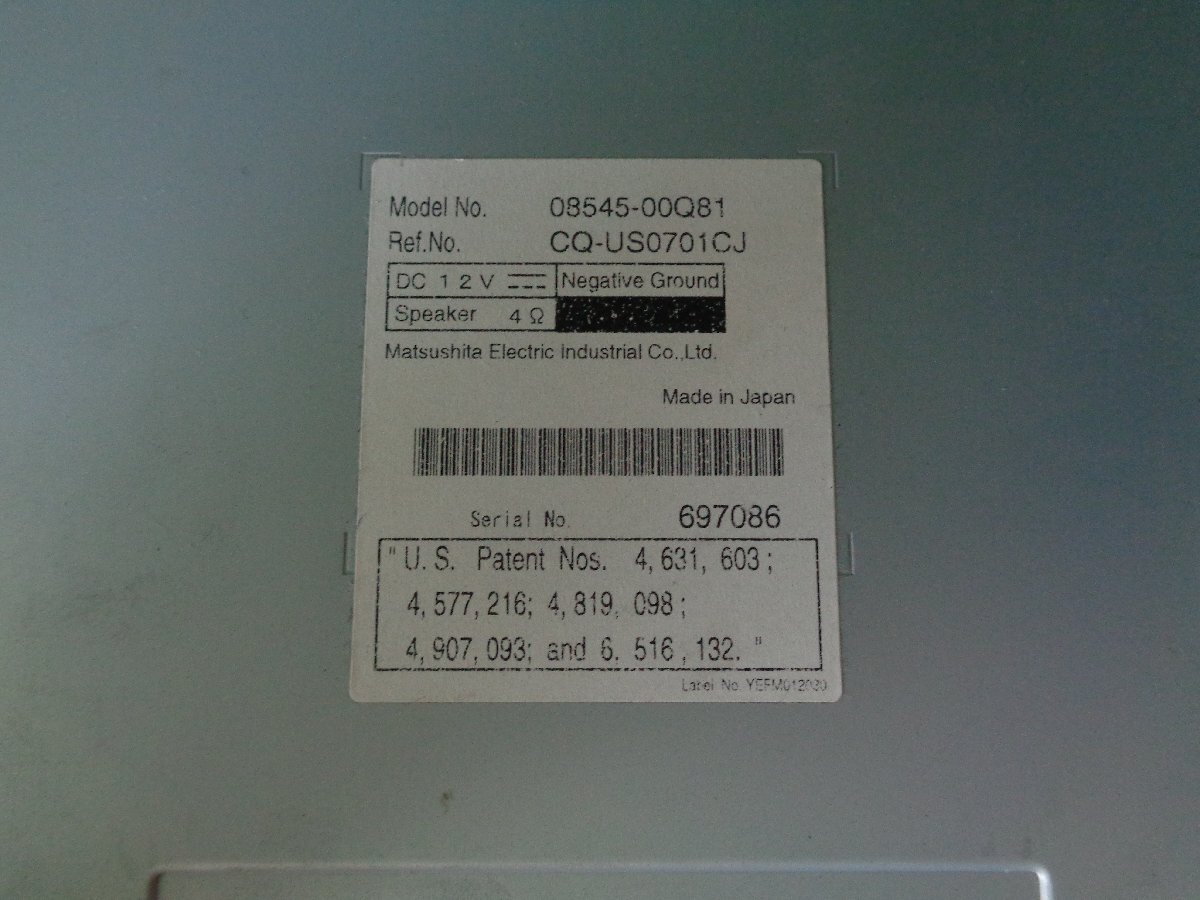 Model No. 08545-00Q81
Ref.No. CQ-US0701CJ
DC 12V Negative Ground
Speaker 4Ω
Matsushita Electric Industrial Co.,Ltd.
Made in Japan
Serial No. 697086
"U.S. Patent Nos. 4,631,603;
4,577,216; 4,819,098;
4,907,093; and 6.516,132."
Label No.